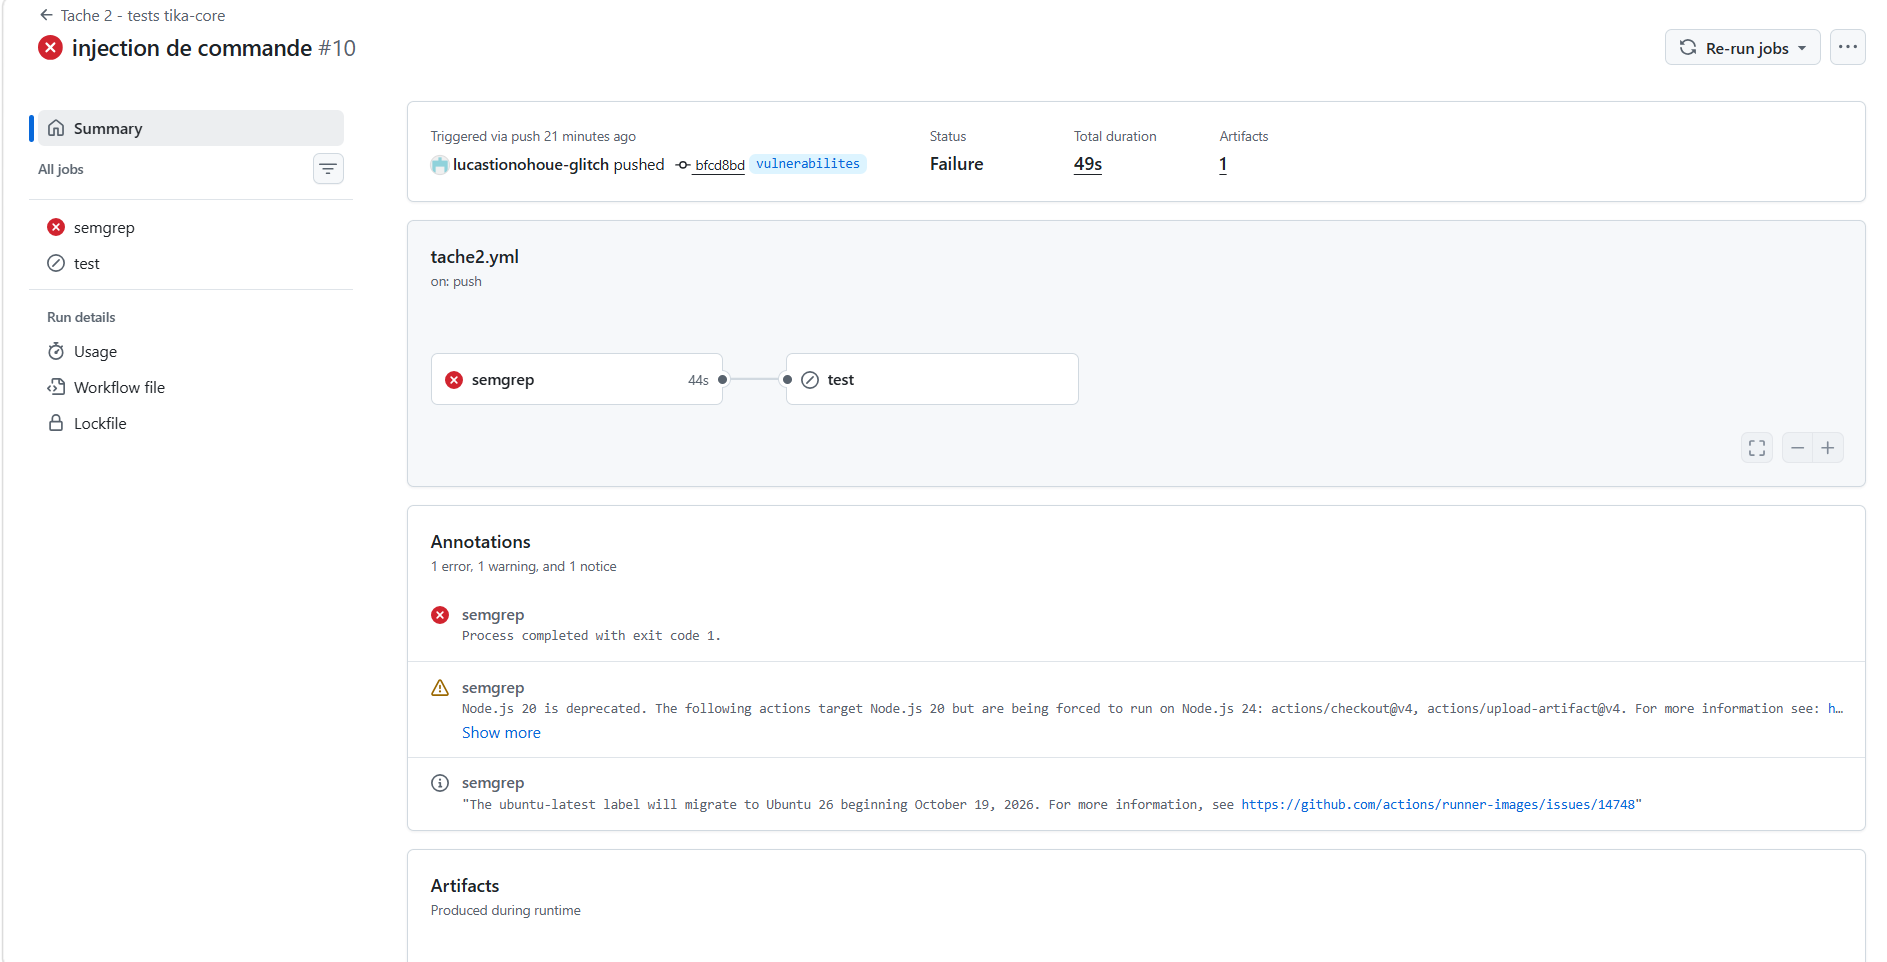 Tache 2 - tests tika-core
injection de commande #10
Re-run jobs
Summary
All jobs
semgrep
test
Run details
Usage
Workflow file
Lockfile
Triggered via push 21 minutes ago
lucastionohoue-glitch pushed bfcd8bd vulnerabilites
Status
Failure
Total duration
49s
Artifacts
1
tache2.yml
on: push
semgrep 44s
test
Annotations
1 error, 1 warning, and 1 notice
semgrep
Process completed with exit code 1.
semgrep
Node.js 20 is deprecated. The following actions target Node.js 20 but are being forced to run on Node.js 24: actions/checkout@v4, actions/upload-artifact@v4. For more information see: h…
Show more
semgrep
"The ubuntu-latest label will migrate to Ubuntu 26 beginning October 19, 2026. For more information, see https://github.com/actions/runner-images/issues/14748"
Artifacts
Produced during runtime